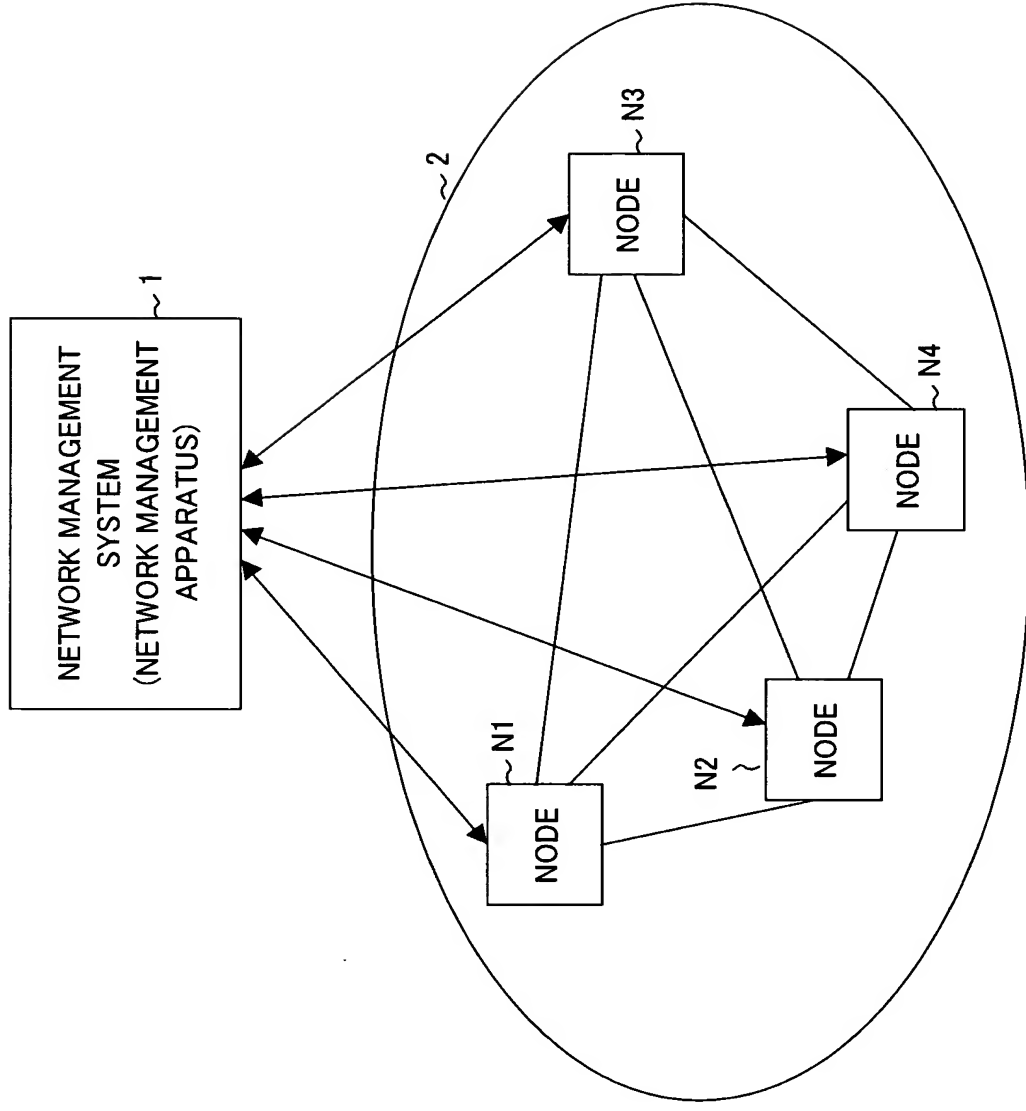 NETWORK MANAGEMENT
SYSTEM
(NETWORK MANAGEMENT
APPARATUS)
1
2
N1
NODE
N2
NODE
N3
NODE
N4
NODE